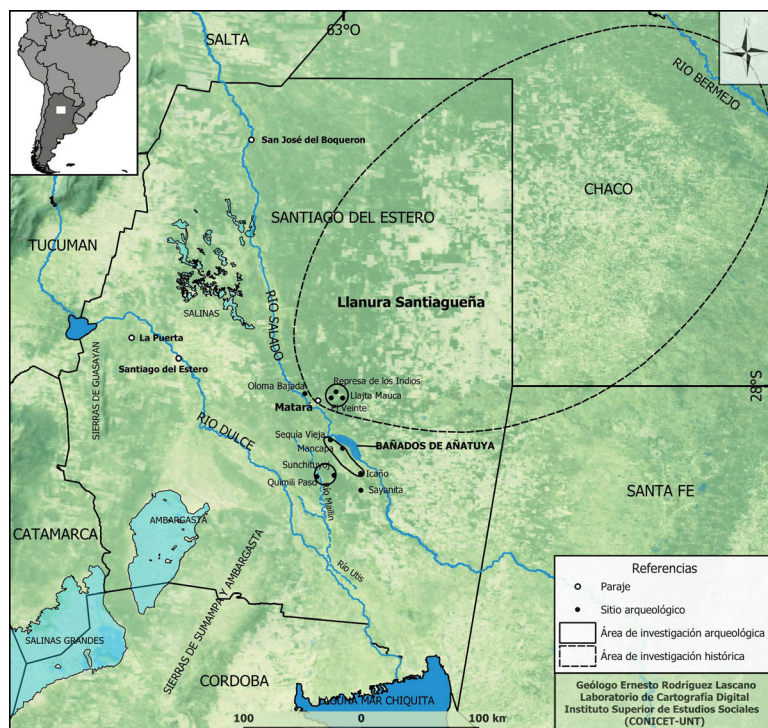 63°O
SALTA
N
RIO BERMEJO
San José del Boqueron
CHACO
SANTIAGO DEL ESTERO
TUCUMAN
RIO SALADO
Llanura Santiagueña
SALINAS
La Puerta
SIERRAS DE GUASAYAN
Santiago del Estero
28°S
Represa de los Indios
Oloma Bajada
Llajta Mauca
Matará
El Veinte
RIO DULCE
Sequía Vieja
BAÑADOS DE AÑATUYA
Mancapa
Sunchituyoj
Icaño
Quimili Paso
Sayanita
Río Mailín
SANTA FE
CATAMARCA
AMBARGASTA
Río Utis
SIERRAS DE SUMAMPA Y AMBARGASTA
SALINAS GRANDES
CORDOBA
LAGUNA MAR CHIQUITA
100 0 100 km
Referencias
Paraje
Sitio arqueológico
Área de investigación arqueológica
Área de investigación histórica
Geólogo Ernesto Rodríguez Lascano
Laboratorio de Cartografía Digital
Instituto Superior de Estudios Sociales
(CONICET-UNT)